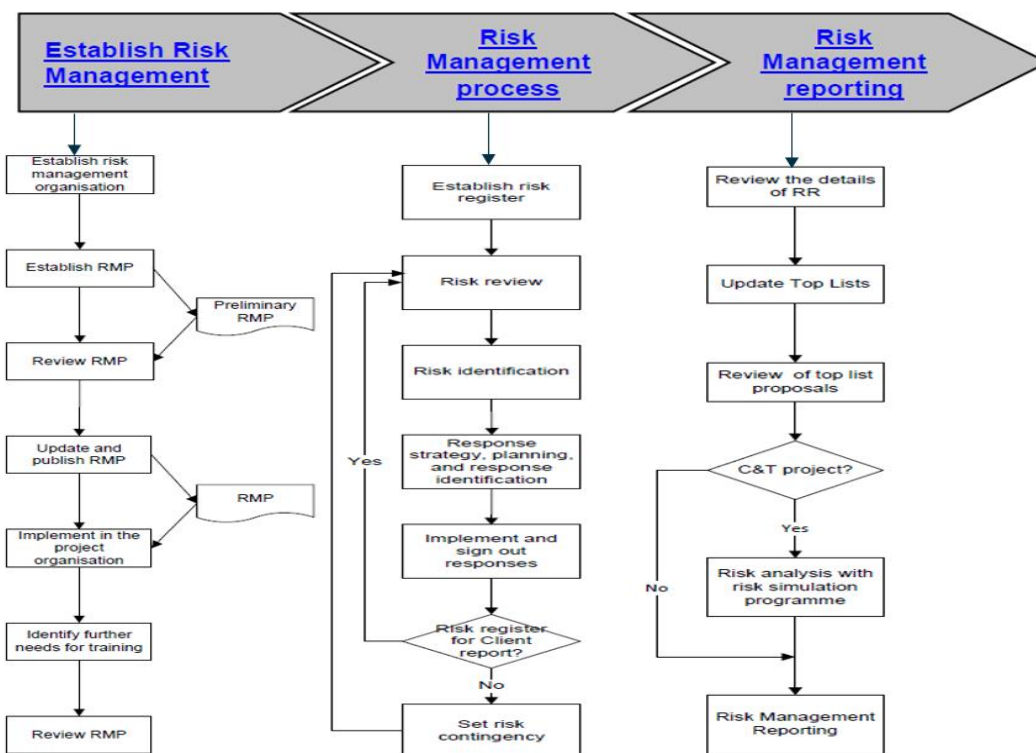 Establish Risk
Management
Risk
Management
process
Risk
Management
reporting
Establish risk
management
organisation
Establish RMP
Preliminary
RMP
Review RMP
Update and
publish RMP
RMP
Implement in the
project
organisation
Identify further
needs for training
Review RMP
Establish risk
register
Risk review
Risk identification
Response
strategy, planning,
and response
identification
Yes
Implement and
sign out
responses
Risk register
for Client
report?
No
Set risk
contingency
Review the details
of RR
Update Top Lists
Review of top list
proposals
C&T project?
Yes
No
Risk analysis with
risk simulation
programme
Risk Management
Reporting